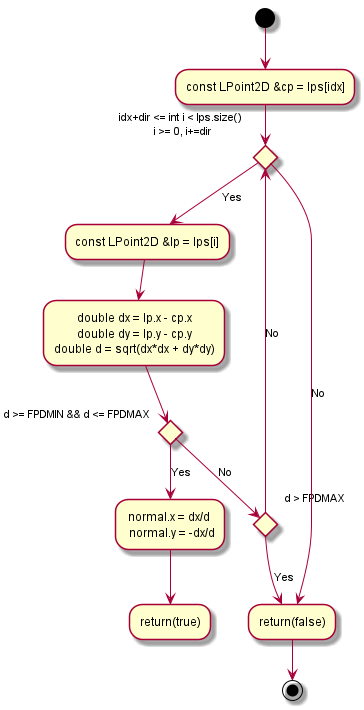 const LPoint2D &cp = lps[idx]
idx+dir <= int i < lps.size()
i >= 0, i+=dir
Yes
const LPoint2D &lp = lps[i]
double dx = lp.x - cp.x
double dy = lp.y - cp.y
double d = sqrt(dx*dx + dy*dy)
No
No
d >= FPDMIN && d <= FPDMAX
Yes
No
d > FPDMAX
normal.x = dx/d
normal.y = -dx/d
Yes
return(true)
return(false)